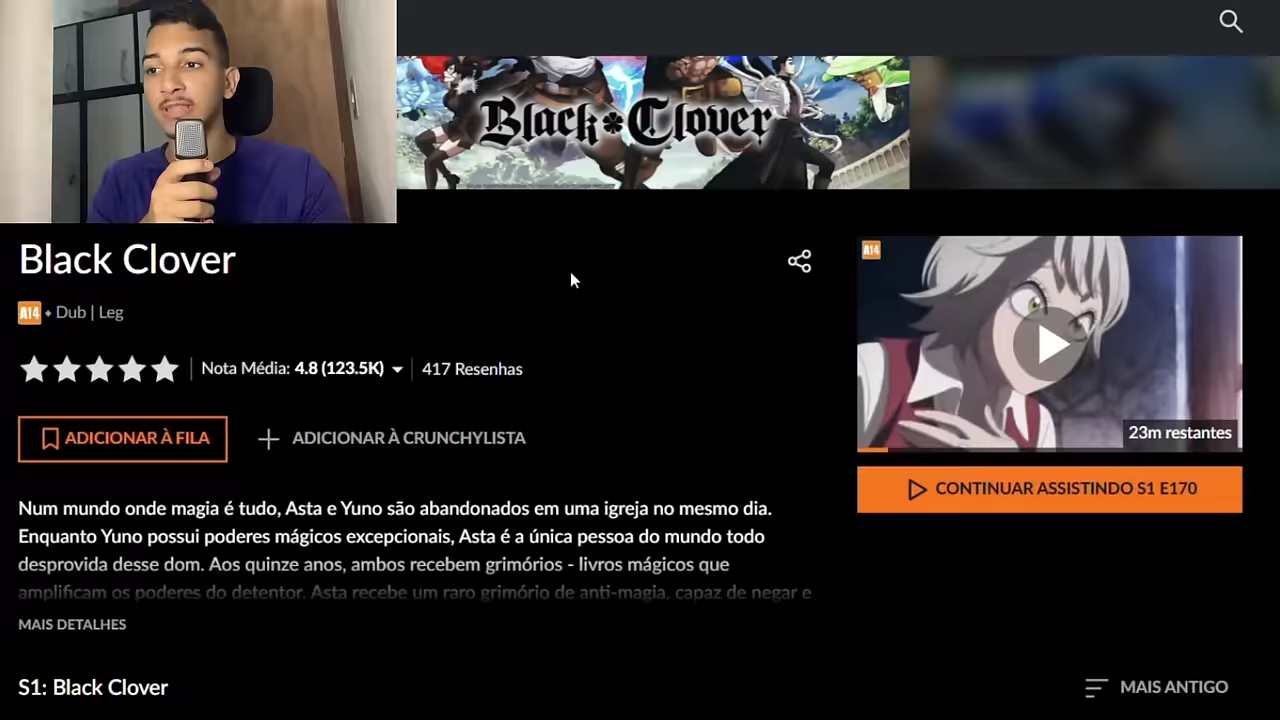 Black Clover
Black Clover
A14 ⬩ Dub | Leg
Nota Média: 4.8 (123.5K)
417 Resenhas
ADICIONAR À FILA
ADICIONAR À CRUNCHYLISTA
Num mundo onde magia é tudo, Asta e Yuno são abandonados em uma igreja no mesmo dia.
Enquanto Yuno possui poderes mágicos excepcionais, Asta é a única pessoa do mundo todo
desprovida desse dom. Aos quinze anos, ambos recebem grimórios - livros mágicos que
amplificam os poderes do detentor. Asta recebe um raro grimório de anti-magia, capaz de negar e
MAIS DETALHES
A14
23m restantes
CONTINUAR ASSISTINDO S1 E170
S1: Black Clover
MAIS ANTIGO